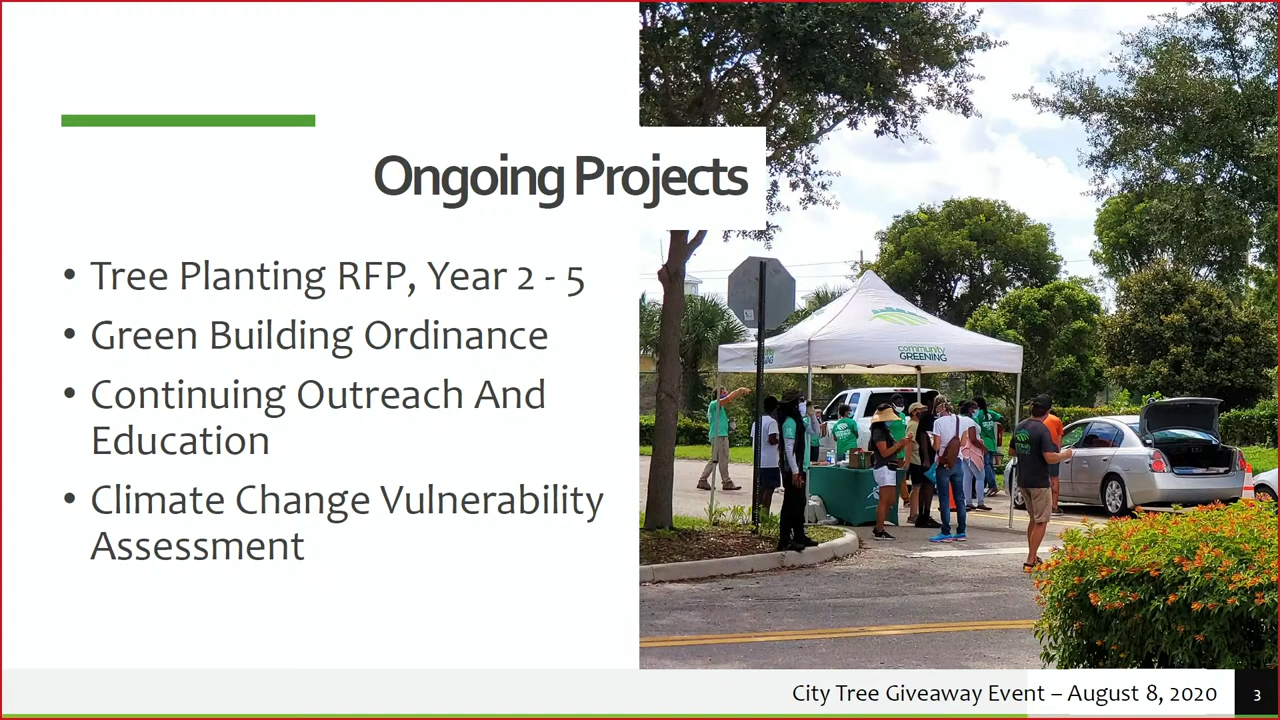 Ongoing Projects
• Tree Planting RFP, Year 2 - 5
• Green Building Ordinance
• Continuing Outreach And
Education
• Climate Change Vulnerability
Assessment
community
GREENING
City Tree Giveaway Event – August 8, 2020
3